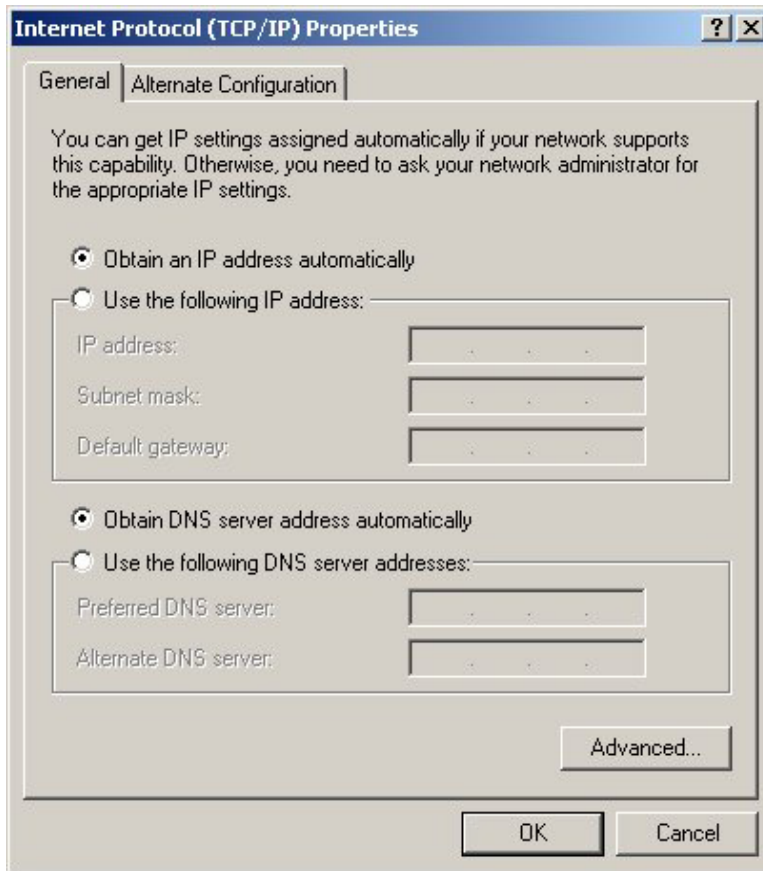 Internet Protocol (TCP/IP) Properties
General
Alternate Configuration
You can get IP settings assigned automatically if your network supports
this capability. Otherwise, you need to ask your network administrator for
the appropriate IP settings.
Obtain an IP address automatically
Use the following IP address:
IP address:
Subnet mask:
Default gateway:
Obtain DNS server address automatically
Use the following DNS server addresses:
Preferred DNS server:
Alternate DNS server:
Advanced...
OK
Cancel